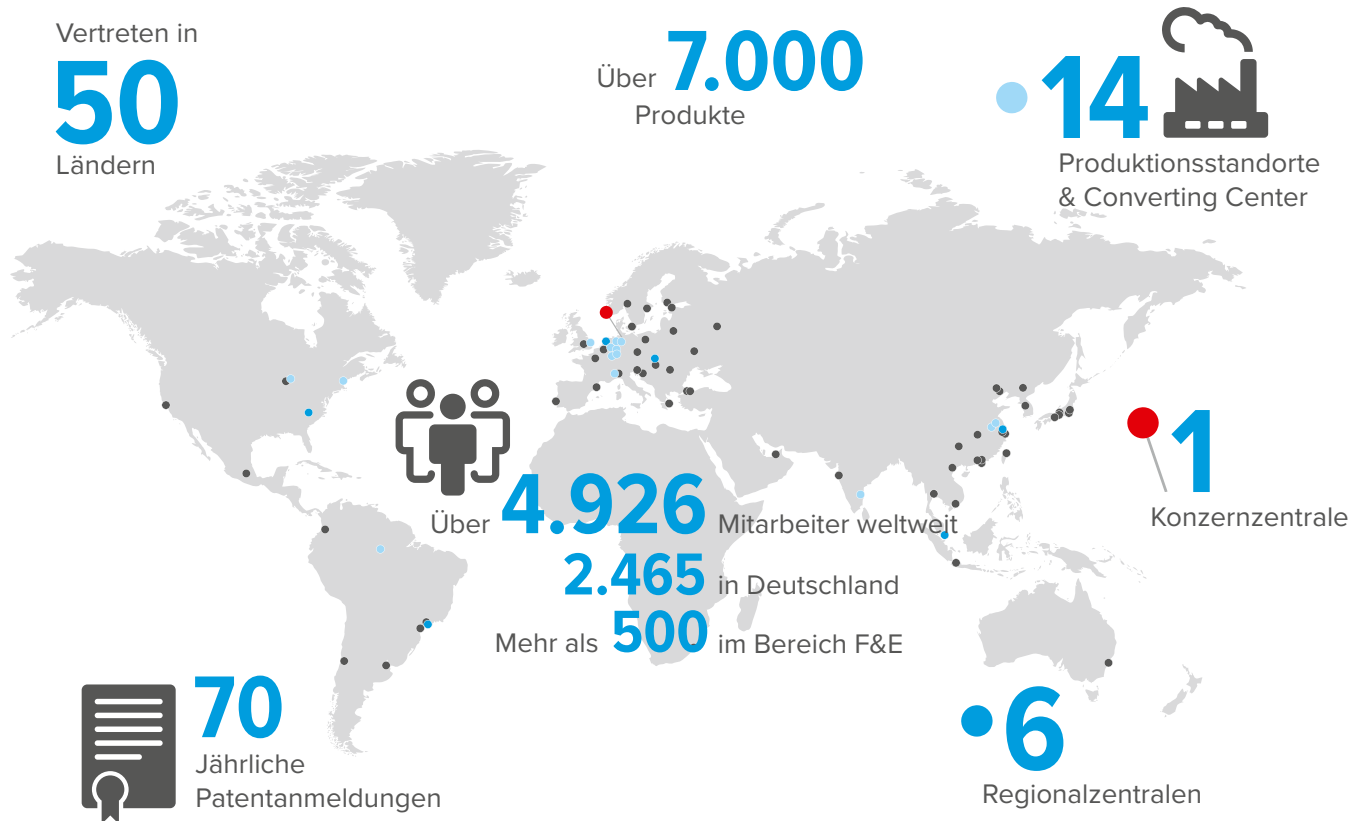 Vertreten in
50
Ländern
Über 7.000
Produkte
14
Produktionsstandorte
& Converting Center
1
Konzernzentrale
Über 4.926 Mitarbeiter weltweit
2.465 in Deutschland
Mehr als 500 im Bereich F&E
70
Jährliche
Patentanmeldungen
6
Regionalzentralen